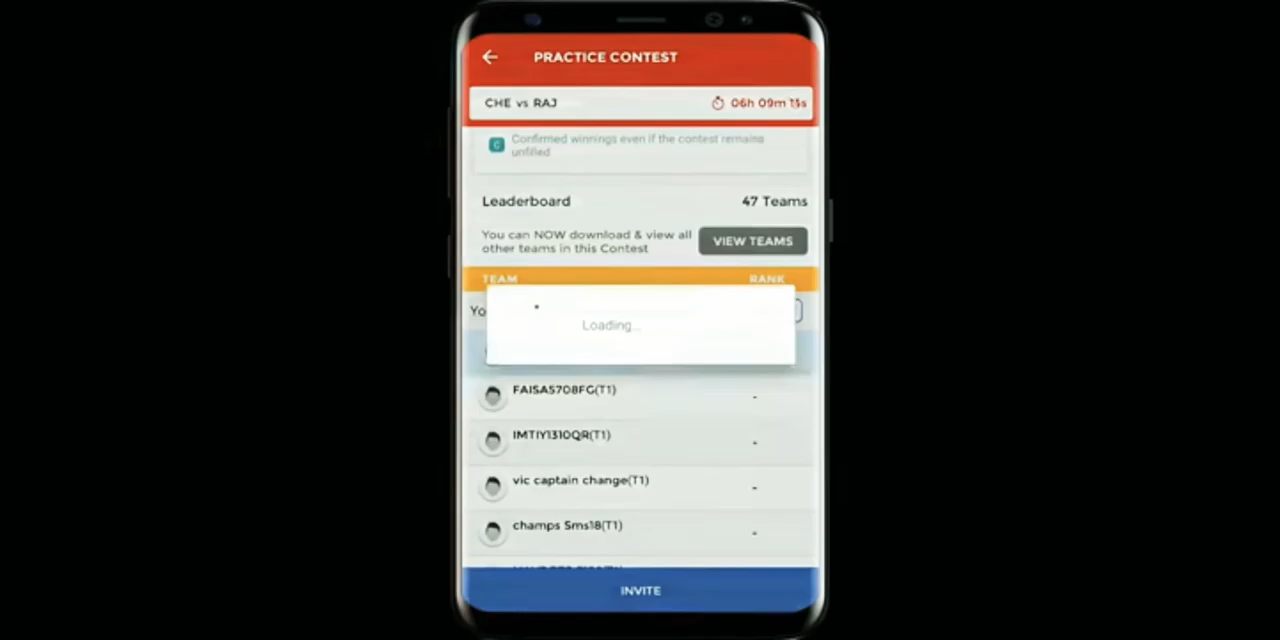 PRACTICE CONTEST
CHE vs RAJ
06h 09m 15s
C
Confirmed winnings even if the contest remains
unfilled
Leaderboard
47 Teams
You can NOW download & view all
other teams in this Contest
VIEW TEAMS
TEAM
RANK
Yo
Loading...
FAISA5708FG(T1)
-
IMTIY1310QR(T1)
-
vic captain change(T1)
-
champs Sms18(T1)
-
INVITE